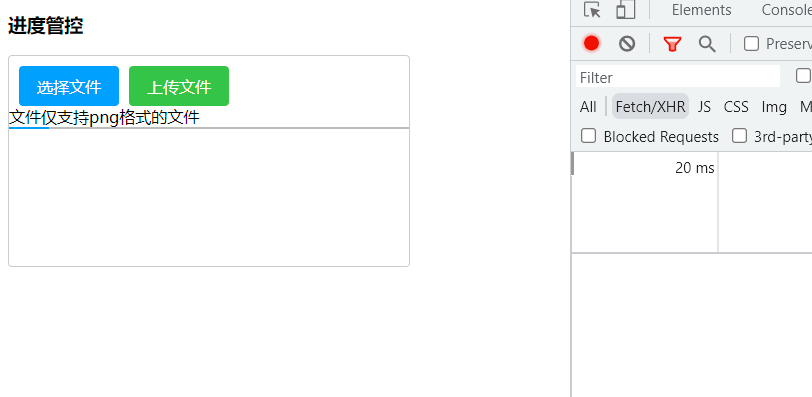 进度管控
选择文件 上传文件
文件仅支持png格式的文件
Elements Console
Preserv
Filter
All Fetch/XHR JS CSS Img M
Blocked Requests 3rd-party
20 ms